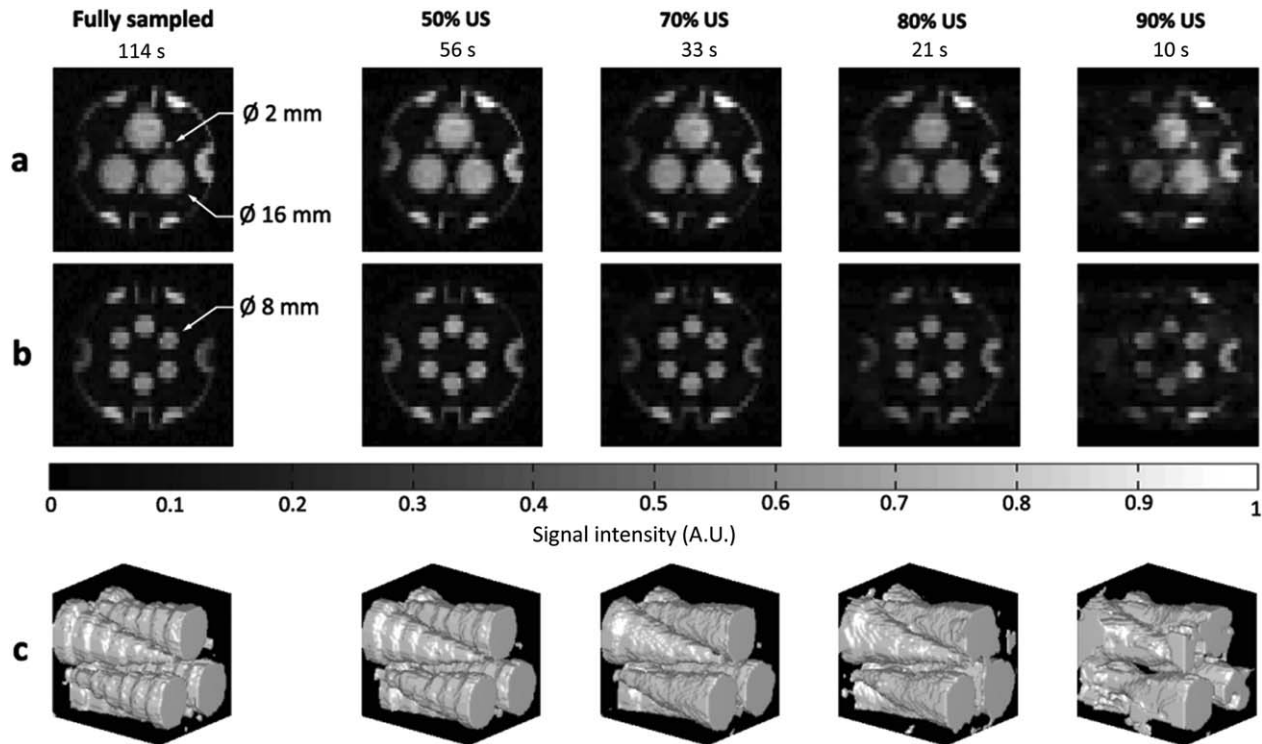 Fully sampled 50% US 70% US 80% US 90% US
114 s 56 s 33 s 21 s 10 s
a
Ø 2 mm
Ø 16 mm
b
Ø 8 mm
0 0.1 0.2 0.3 0.4 0.5 0.6 0.7 0.8 0.9 1
Signal intensity (A.U.)
c